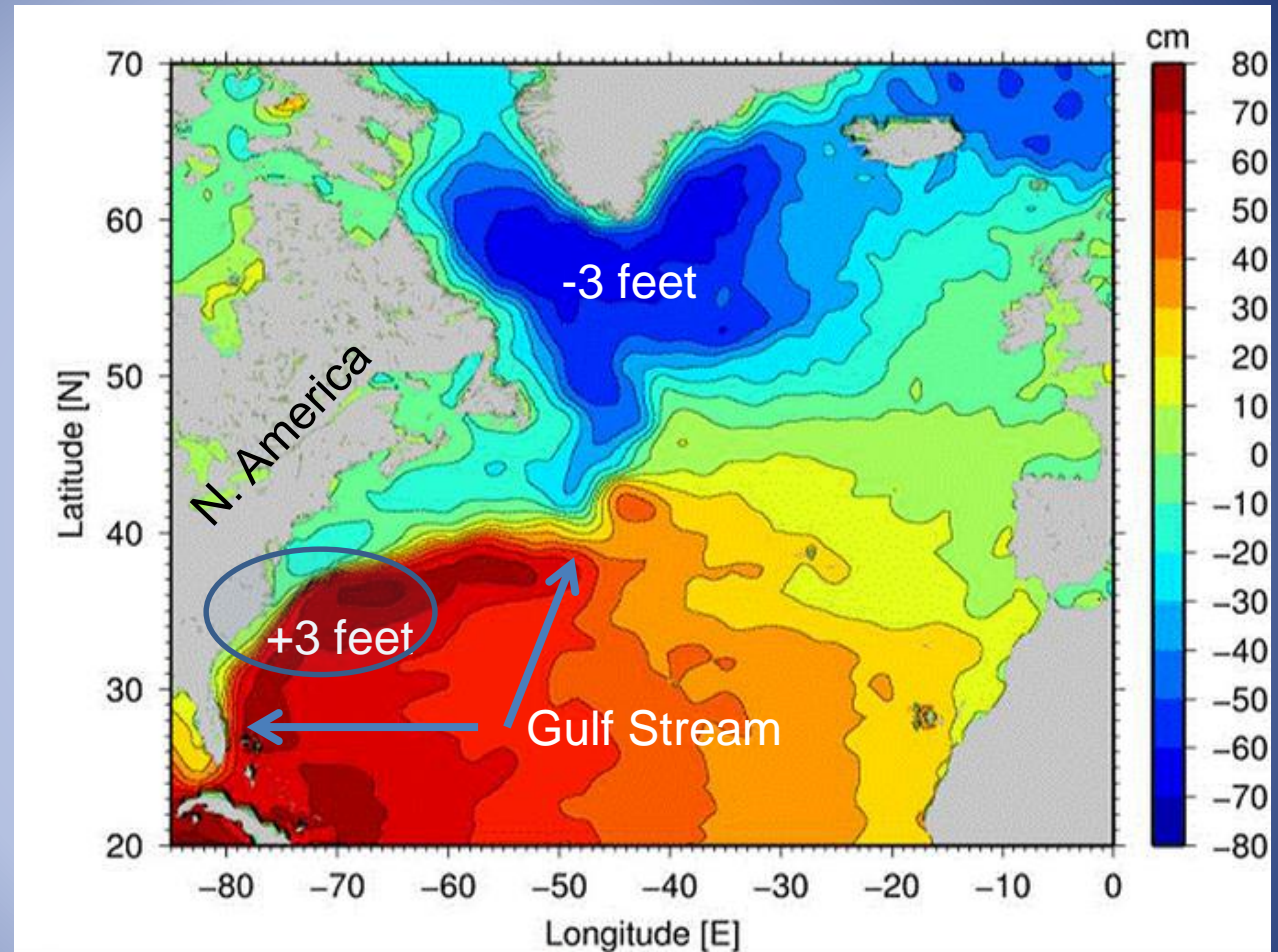 cm
70
60
50
40
30
20
Latitude [N]
80
70
60
50
40
30
20
10
0
−10
−20
−30
−40
−50
−60
−70
−80
-3 feet
N. America
+3 feet
Gulf Stream
−80 −70 −60 −50 −40 −30 −20 −10 0
Longitude [E]